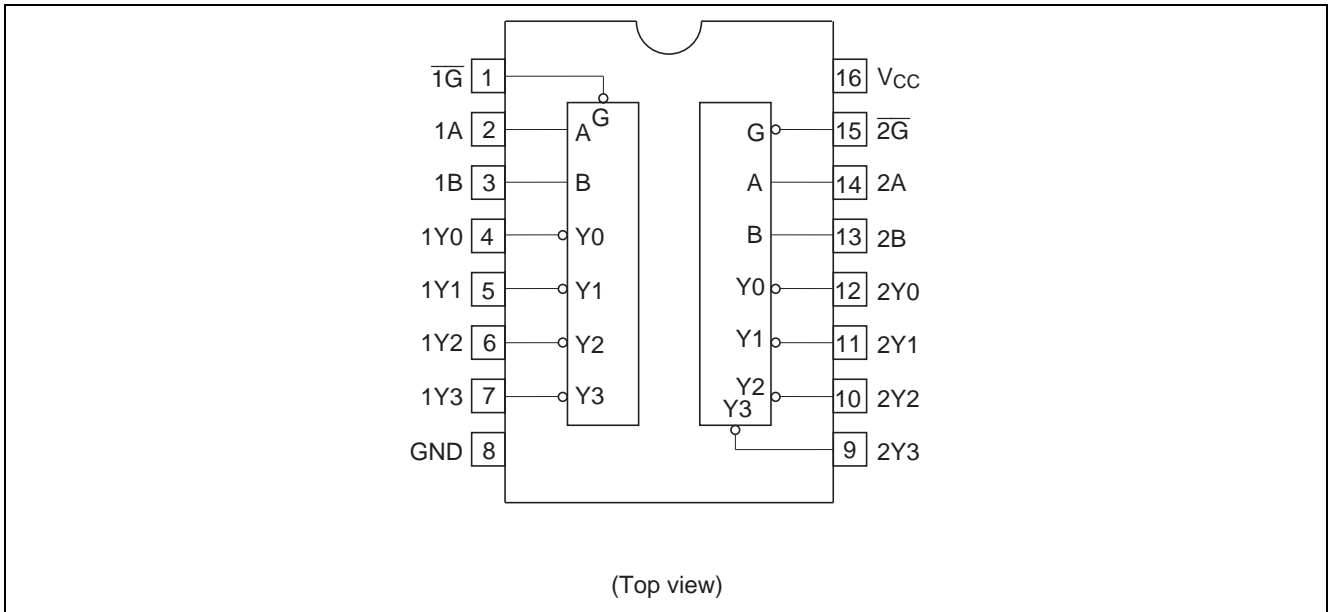 1G 1 16 VCC
G
1A 2 A G 15 2G
1B 3 B A 14 2A
1Y0 4 Y0 B 13 2B
1Y1 5 Y1 Y0 12 2Y0
1Y2 6 Y2 Y1 11 2Y1
1Y3 7 Y3 Y2 10 2Y2
Y3
GND 8 9 2Y3
(Top view)